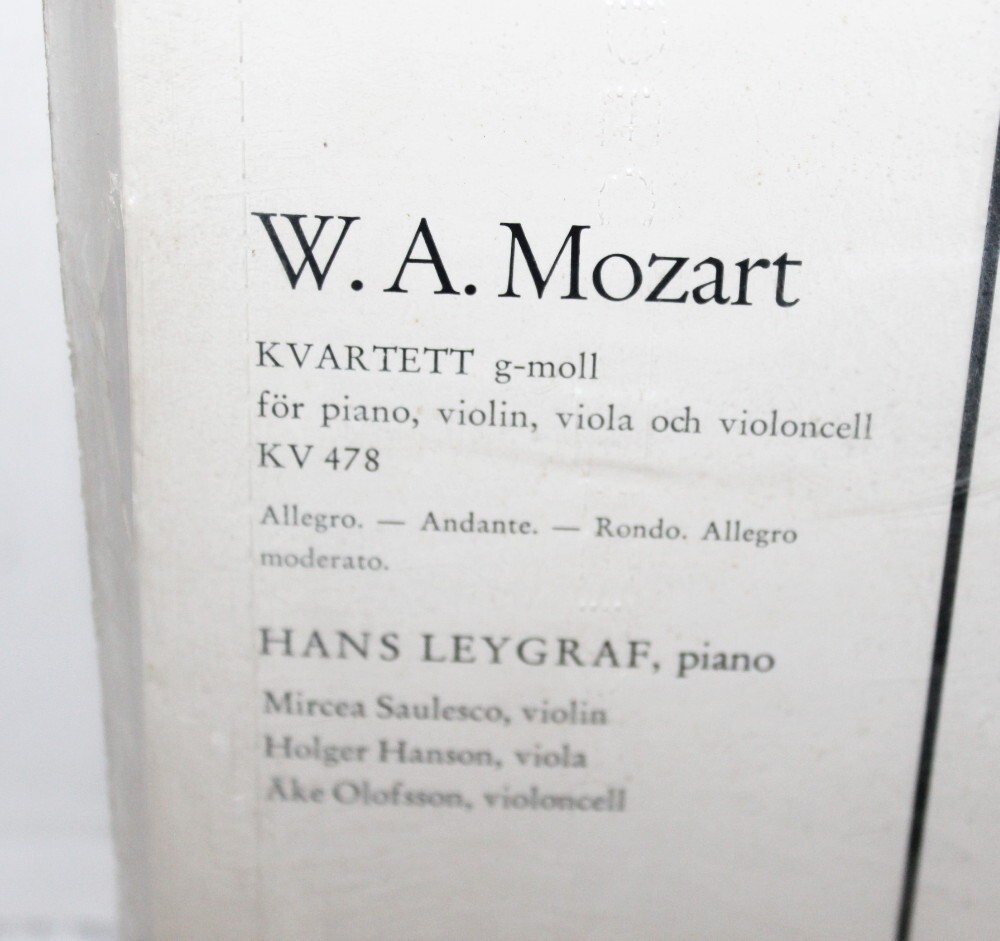 W. A. Mozart
KVARTETT g-moll
för piano, violin, viola och violoncell
KV 478
Allegro. — Andante. — Rondo. Allegro
moderato.
HANS LEYGRAF, piano
Mircea Saulesco, violin
Holger Hanson, viola
Åke Olofsson, violoncell